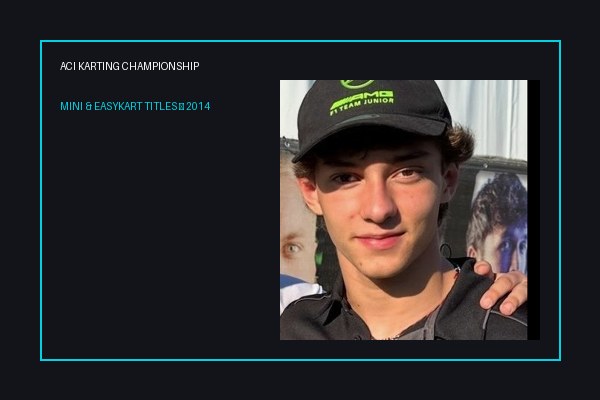 ACI KARTING CHAMPIONSHIP
MINI & EASYKART TITLES 2014
AMG
F1 TEAM JUNIOR